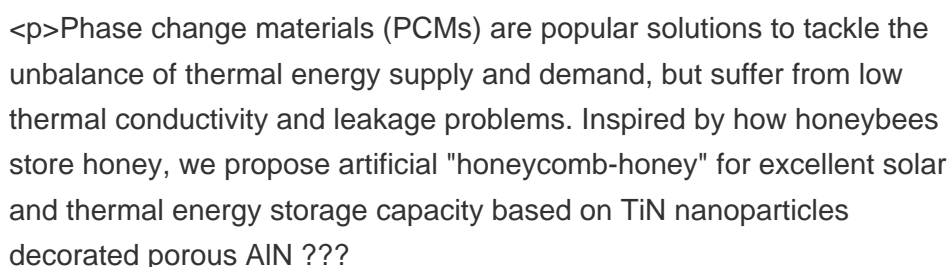 <p>Phase change materials (PCMs) are popular solutions to tackle the
unbalance of thermal energy supply and demand, but suffer from low
thermal conductivity and leakage problems. Inspired by how honeybees
store honey, we propose artificial "honeycomb-honey" for excellent solar
and thermal energy storage capacity based on TiN nanoparticles
decorated porous AlN ???